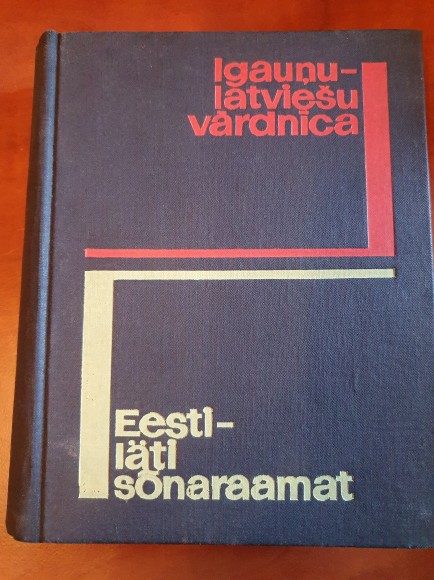 Igauņu-
latviešu
vārdnīca
Eesti-
läti
sõnaraamat